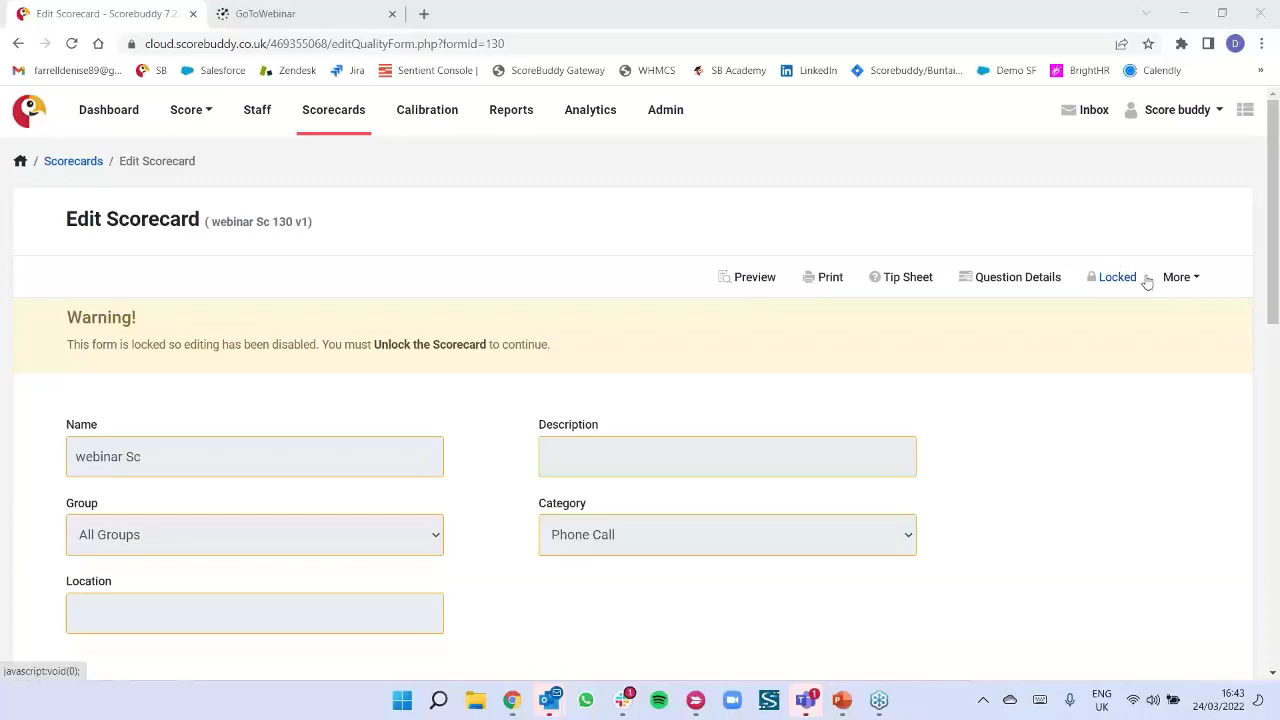 Edit Scorecard - Scorebuddy 7.2
GoToWebinar
cloud.scorebuddy.co.uk/469355068/editQualityForm.php?formId=130
D
farrelldenise99@g... SB Salesforce Zendesk Jira Sentient Console | ScoreBuddy Gateway WHMCS SB Academy LinkedIn Scorebuddy/Buntai... Demo SF BrightHR Calendly »
Dashboard Score Staff Scorecards Calibration Reports Analytics Admin Inbox Score buddy
/ Scorecards / Edit Scorecard
Edit Scorecard ( webinar Sc 130 v1)
Preview Print Tip Sheet Question Details Locked More
Warning!
This form is locked so editing has been disabled. You must Unlock the Scorecard to continue.
Name Description
webinar Sc
Group Category
All Groups Phone Call
Location
javascript:void(0);
1 1
ENG 16:43
UK 24/03/2022